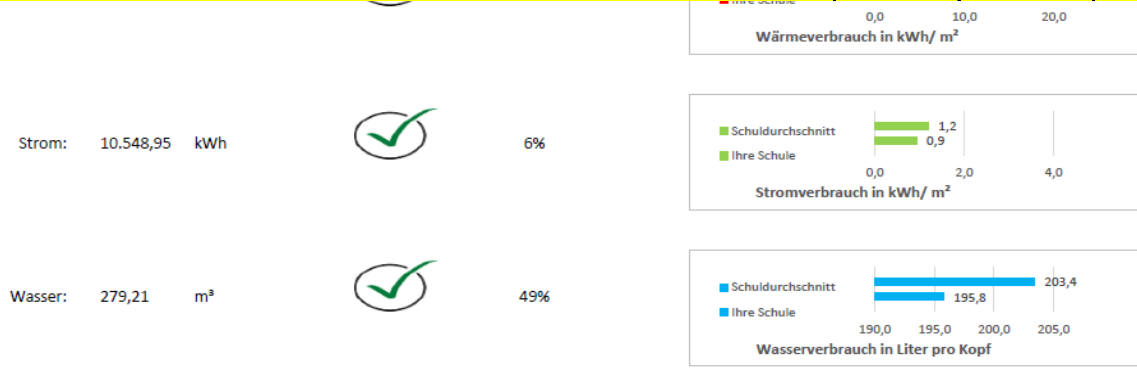 Ihre Schule
0,0 10,0 20,0
Wärmeverbrauch in kWh/ m²
Strom: 10.548,95 kWh 6%
Schuldurchschnitt 1,2
Ihre Schule 0,9
0,0 2,0 4,0
Stromverbrauch in kWh/ m²
Wasser: 279,21 m³ 49%
Schuldurchschnitt 203,4
Ihre Schule 195,8
190,0 195,0 200,0 205,0
Wasserverbrauch in Liter pro Kopf